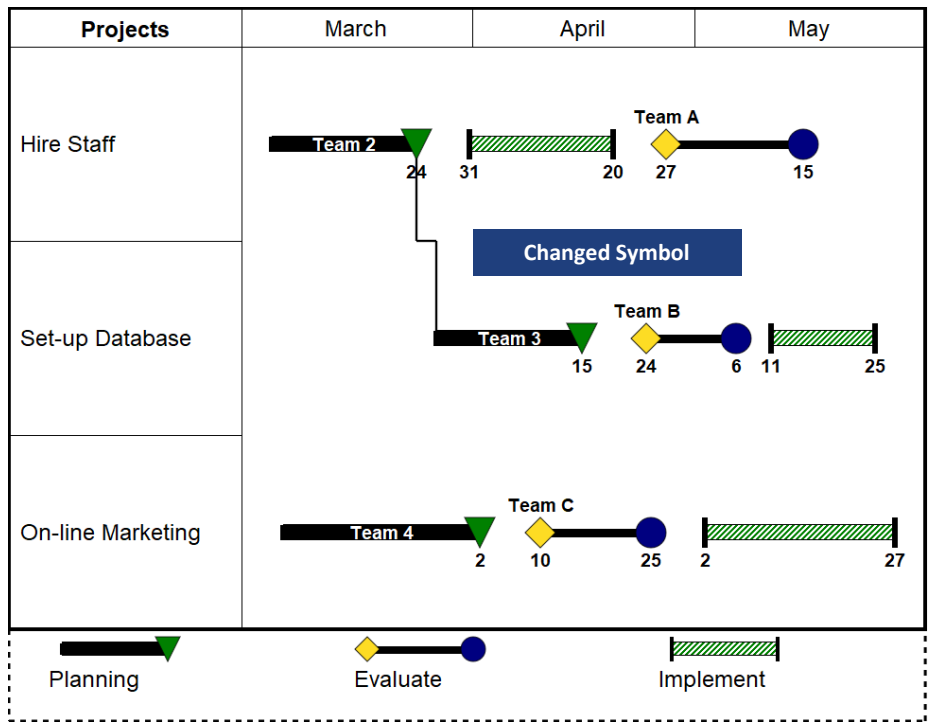 Projects March April May
Team A
Hire Staff Team 2
24 31 20 27 15
Changed Symbol
Team B
Set-up Database Team 3
15 24 6 11 25
Team C
On-line Marketing Team 4
2 10 25 2 27
Planning Evaluate Implement